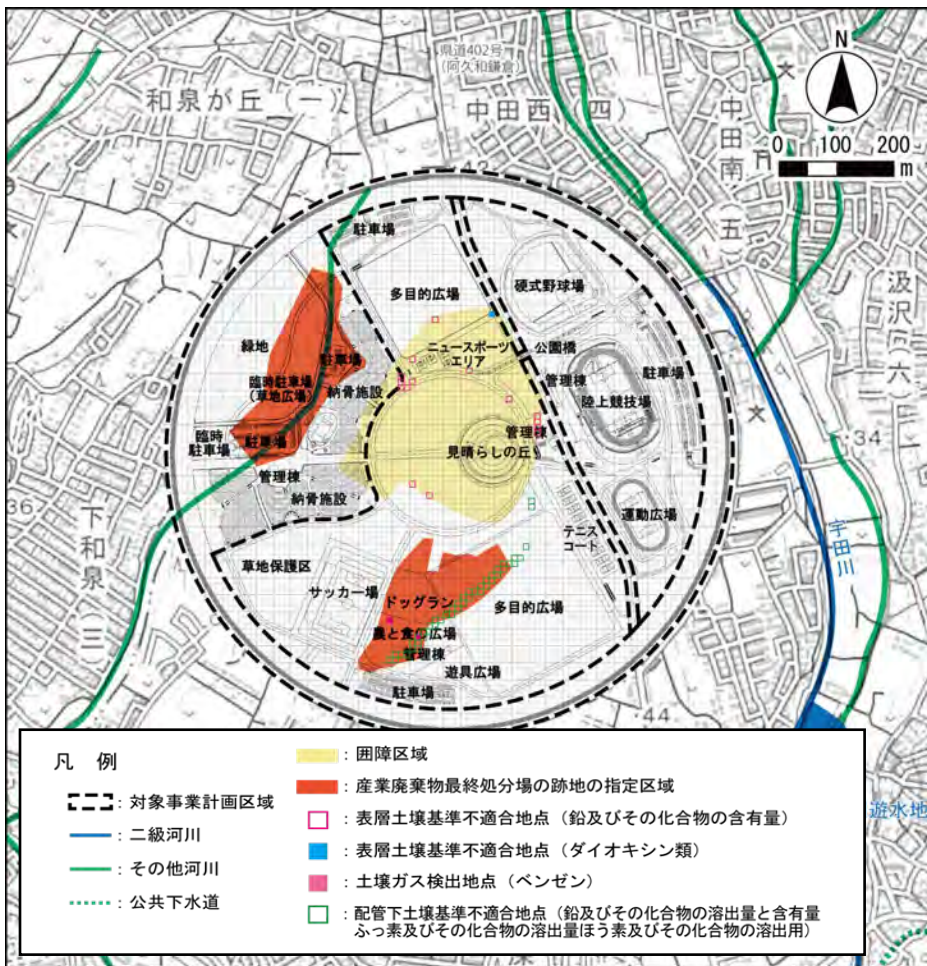 県道402号
(阿久和鎌倉)
和泉が丘(一)
中田西(四)
中田南(五)
N
0 100 200
m
42
汲沢(六)
駐車場
硬式野球場
多目的広場
緑地
ニュースポーツ
エリア
公園橋
駐車場
臨時駐車場
(草地広場)
納骨施設
管理棟
駐車場
陸上競技場
臨時
駐車場
駐車場
管理棟
見晴らしの丘
・34
管理棟
納骨施設
36
下和泉(三)
運動広場
テニス
コート
宇田川
草地保護区
サッカー場
ドッグラン
多目的広場
農と食の広場
管理棟
遊具広場
駐車場
・44
遊水地
凡 例
:対象事業計画区域
:二級河川
:その他河川
:公共下水道
:囲障区域
:産業廃棄物最終処分場の跡地の指定区域
:表層土壌基準不適合地点(鉛及びその化合物の含有量)
:表層土壌基準不適合地点(ダイオキシン類)
:土壌ガス検出地点(ベンゼン)
:配管下土壌基準不適合地点(鉛及びその化合物の溶出量と含有量
ふっ素及びその化合物の溶出量ほう素及びその化合物の溶出用)